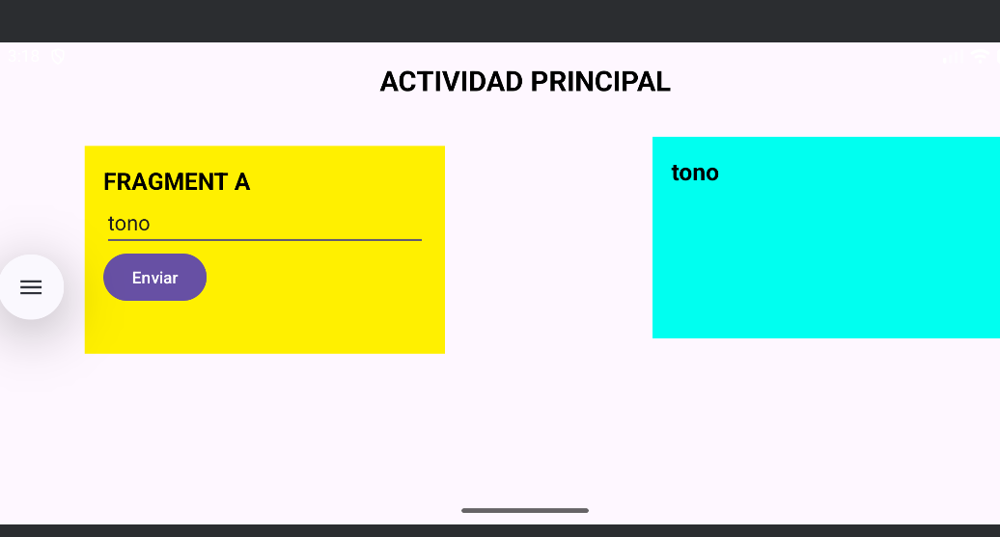 ACTIVIDAD PRINCIPAL
FRAGMENT A
tono
Enviar
tono